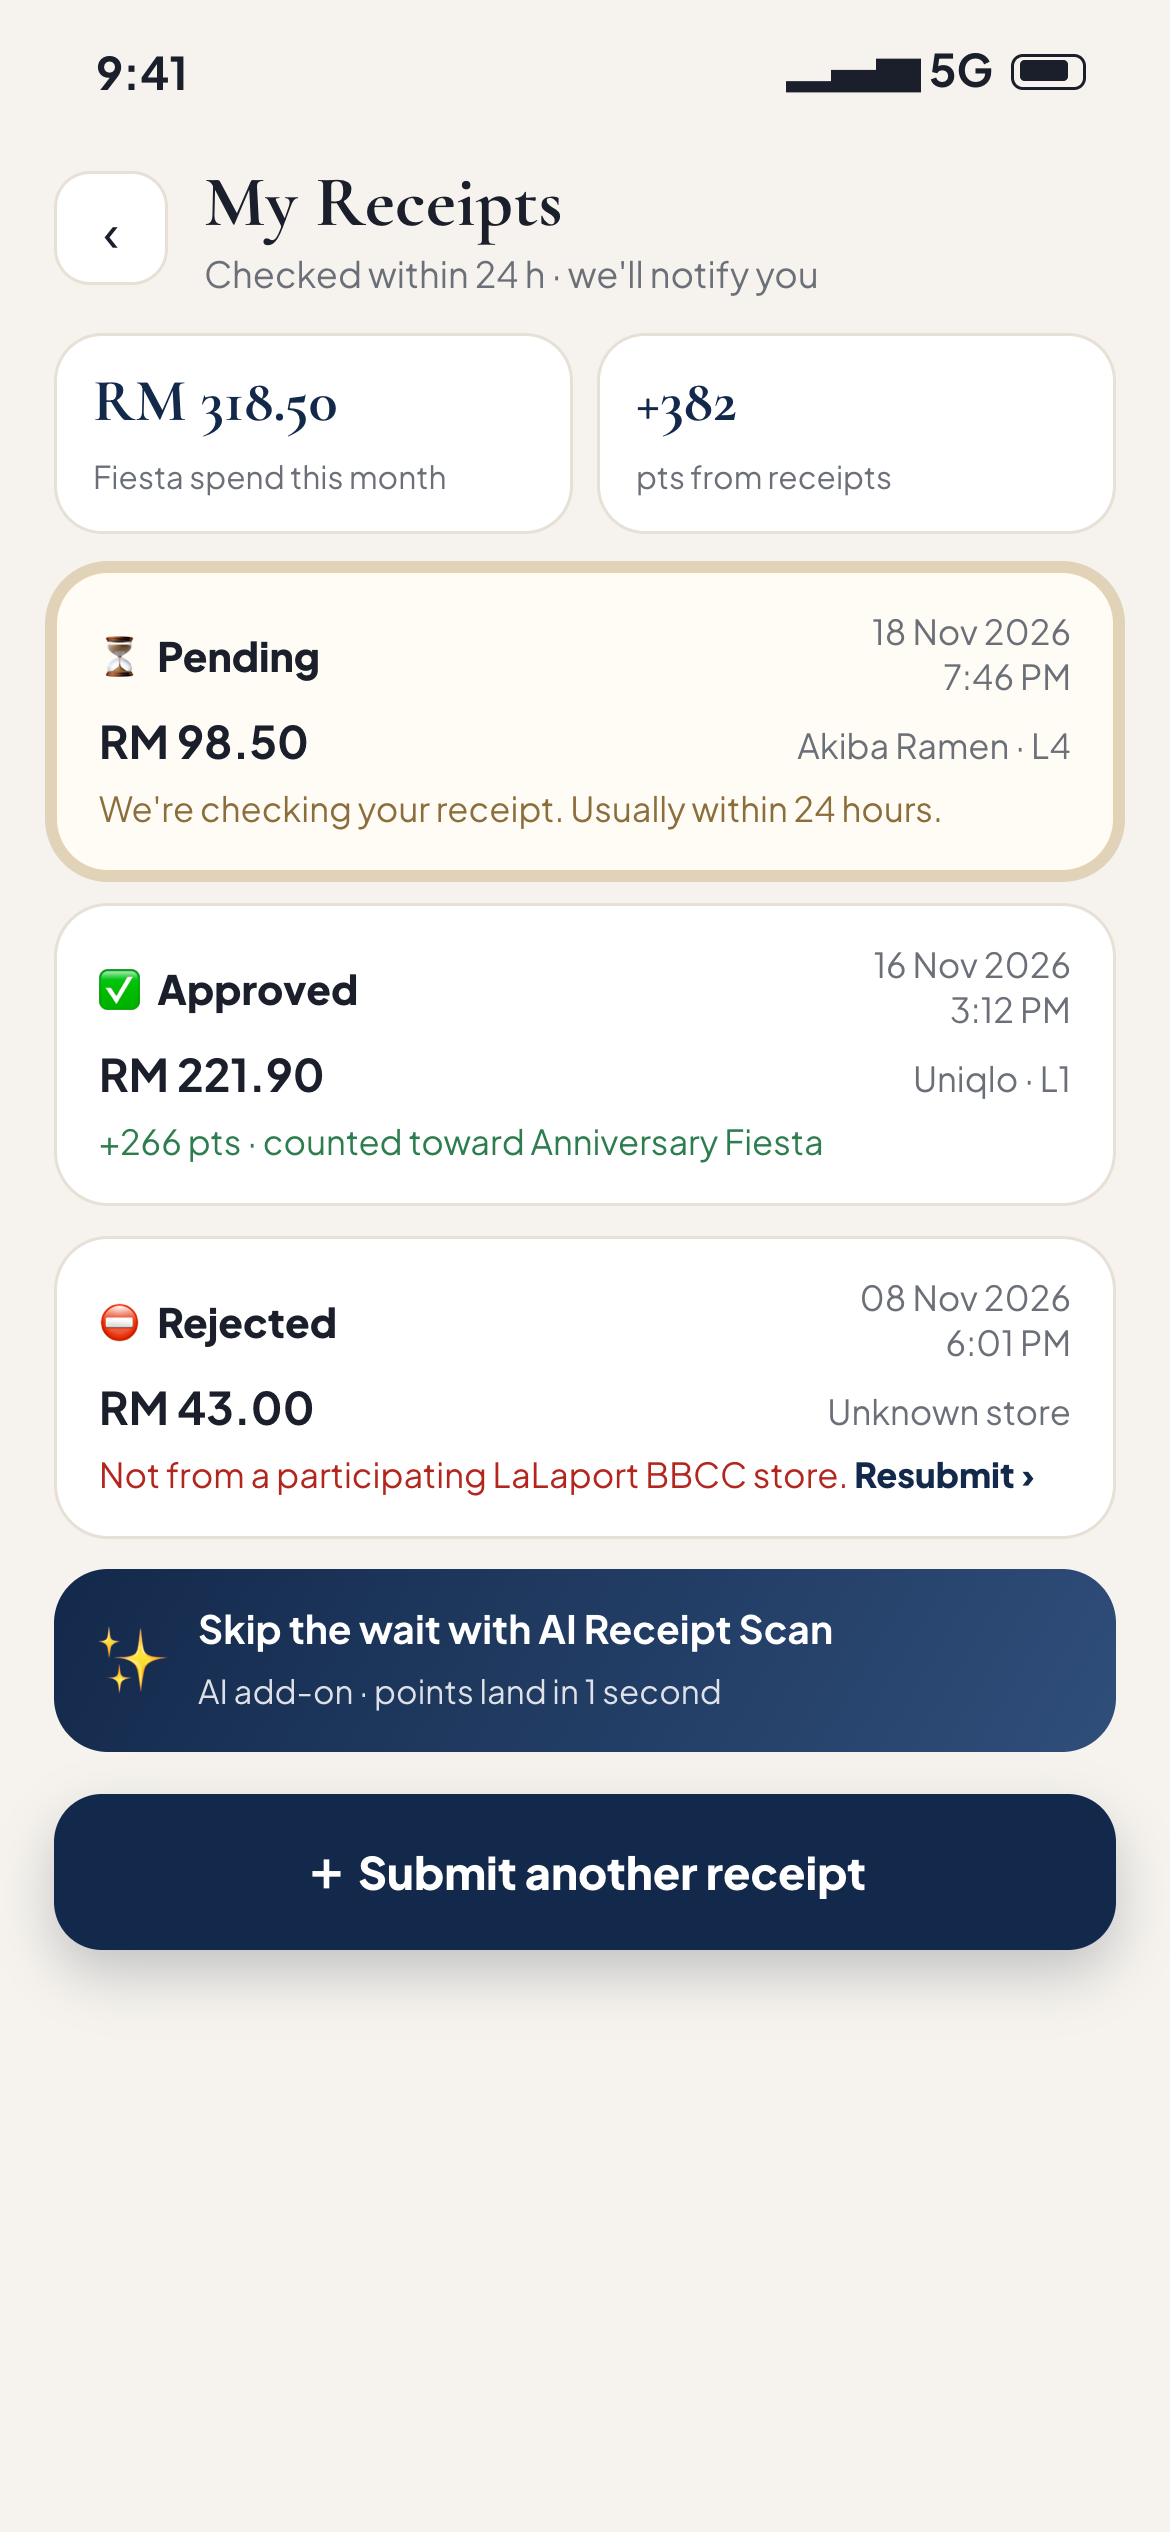 9:41
5G
‹
My Receipts
Checked within 24 h · we'll notify you
RM 318.50
Fiesta spend this month
+382
pts from receipts
⏳ Pending
18 Nov 2026
7:46 PM
RM 98.50
Akiba Ramen · L4
We're checking your receipt. Usually within 24 hours.
✅ Approved
16 Nov 2026
3:12 PM
RM 221.90
Uniqlo · L1
+266 pts · counted toward Anniversary Fiesta
⛔ Rejected
08 Nov 2026
6:01 PM
RM 43.00
Unknown store
Not from a participating LaLaport BBCC store. Resubmit ›
✨ Skip the wait with AI Receipt Scan
AI add-on · points land in 1 second
+ Submit another receipt